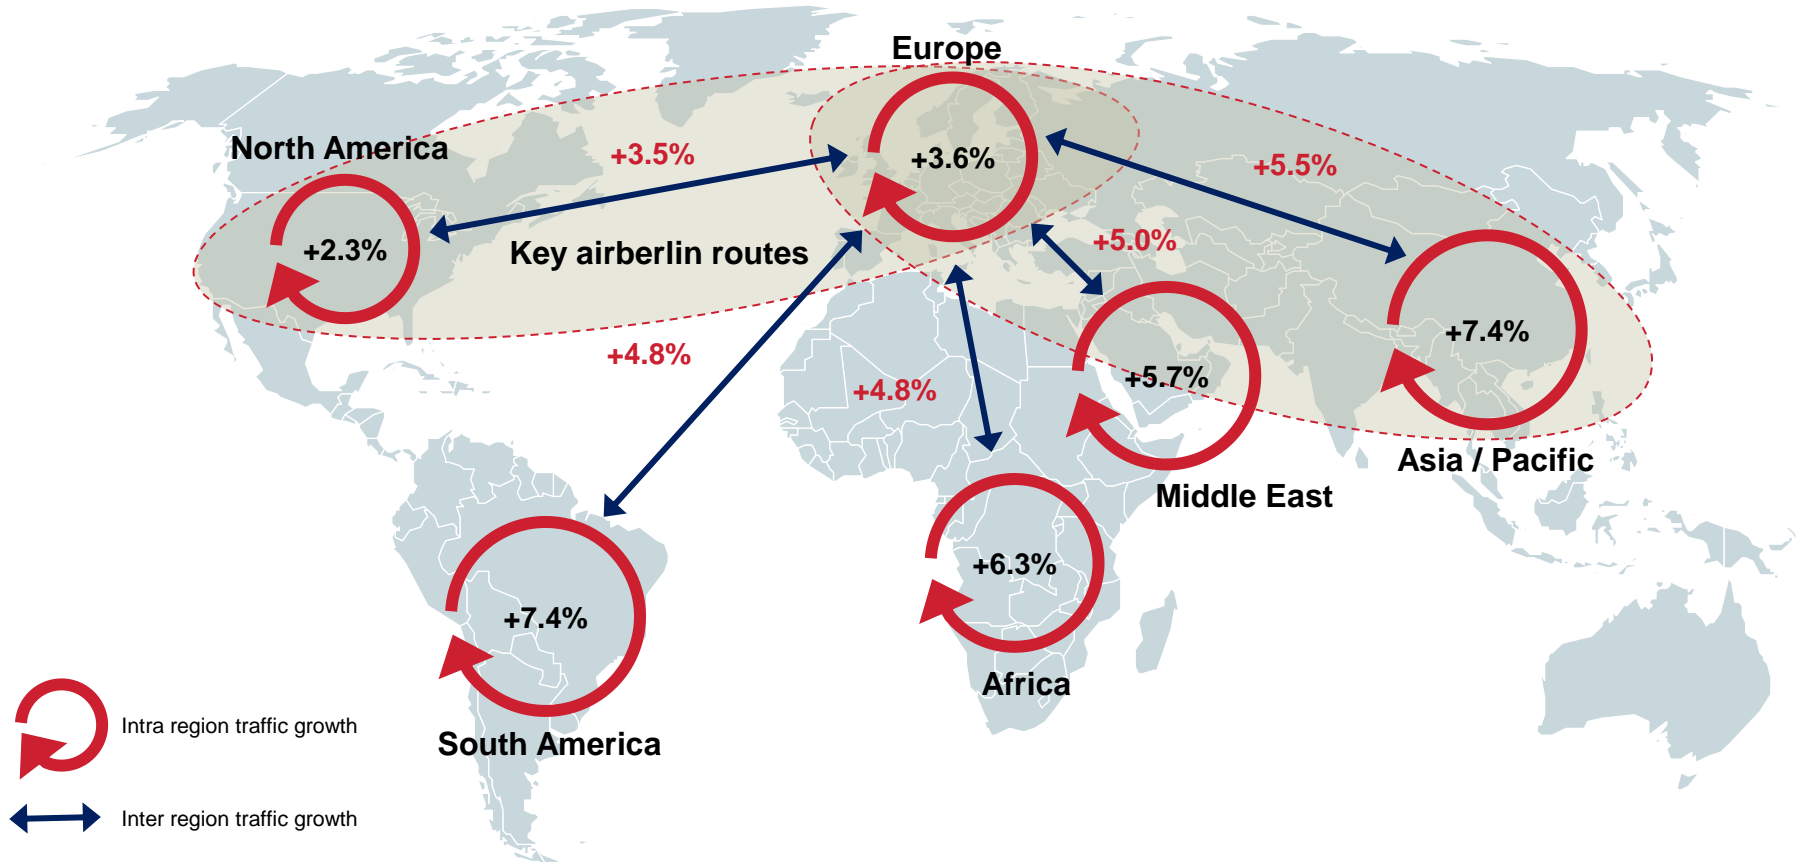 Europe
North America
+3.5%
+3.6%
+5.5%
+2.3%
Key airberlin routes
+5.0%
+7.4%
+4.8%
+5.7%
+4.8%
Asia / Pacific
Middle East
+6.3%
+7.4%
Africa
Intra region traffic growth
South America
Inter region traffic growth